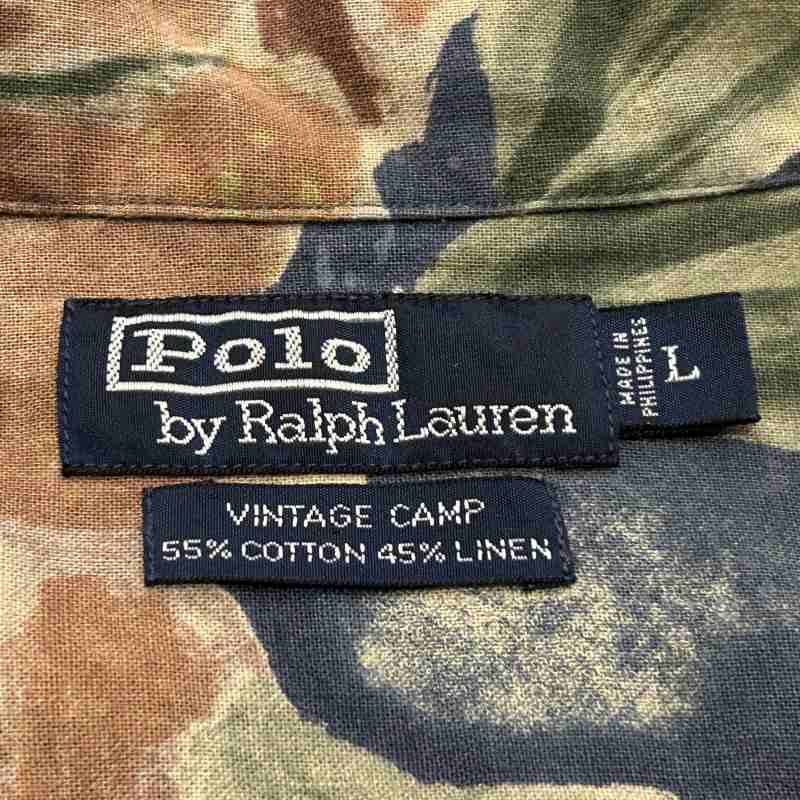 Polo
by Ralph Lauren
MADE IN
PHILIPPINES
L
VINTAGE CAMP
55% COTTON 45% LINEN